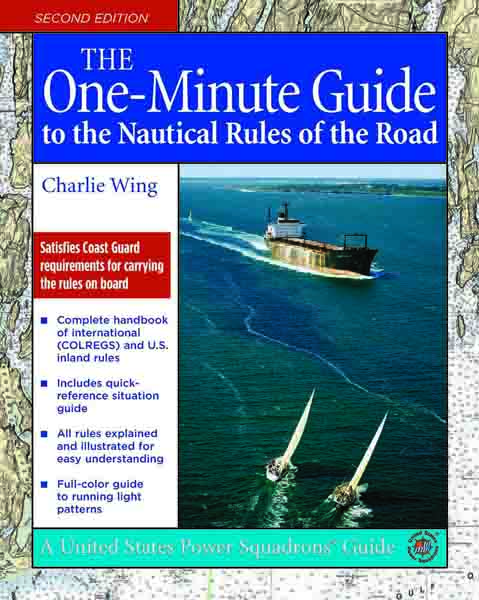 SECOND EDITION
THE
One-Minute Guide
to the Nautical Rules of the Road
Charlie Wing
Satisfies Coast Guard
requirements for carrying
the rules on board
■ Complete handbook
of international
(COLREGS) and U.S.
inland rules
■ Includes quick-
reference situation
guide
■ All rules explained
and illustrated for
easy understanding
■ Full-color guide
to running light
patterns
A United States Power Squadrons® Guide
GULF O